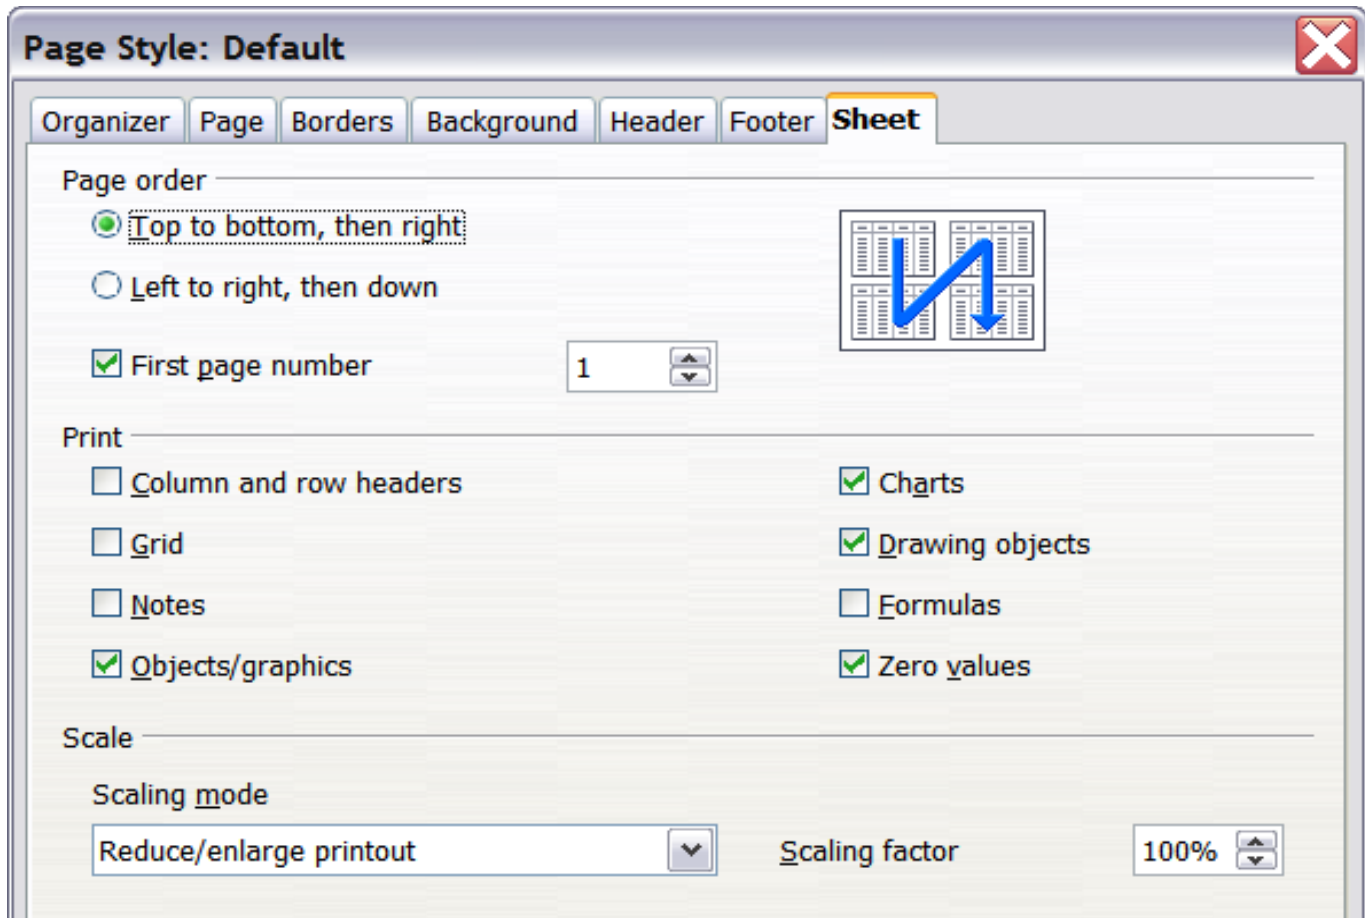 Page Style: Default
Organizer Page Borders Background Header Footer Sheet
Page order
Top to bottom, then right
Left to right, then down
First page number 1
Print
Column and row headers
Charts
Grid
Drawing objects
Notes
Formulas
Objects/graphics
Zero values
Scale
Scaling mode
Reduce/enlarge printout
Scaling factor 100%